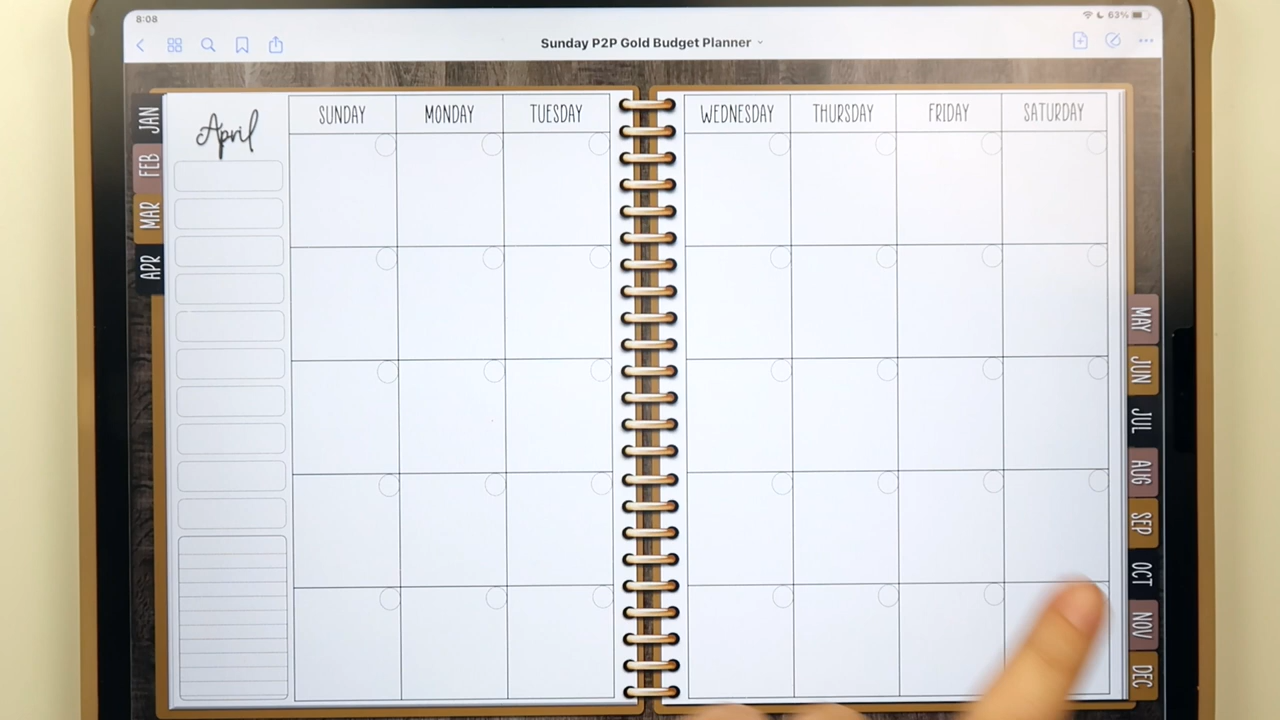 8:08
63%
Sunday P2P Gold Budget Planner
JAN
FEB
MAR
APR
April
SUNDAY
MONDAY
TUESDAY
WEDNESDAY
THURSDAY
FRIDAY
SATURDAY
MAY
JUN
JUL
AUG
SEP
OCT
NOV
DEC